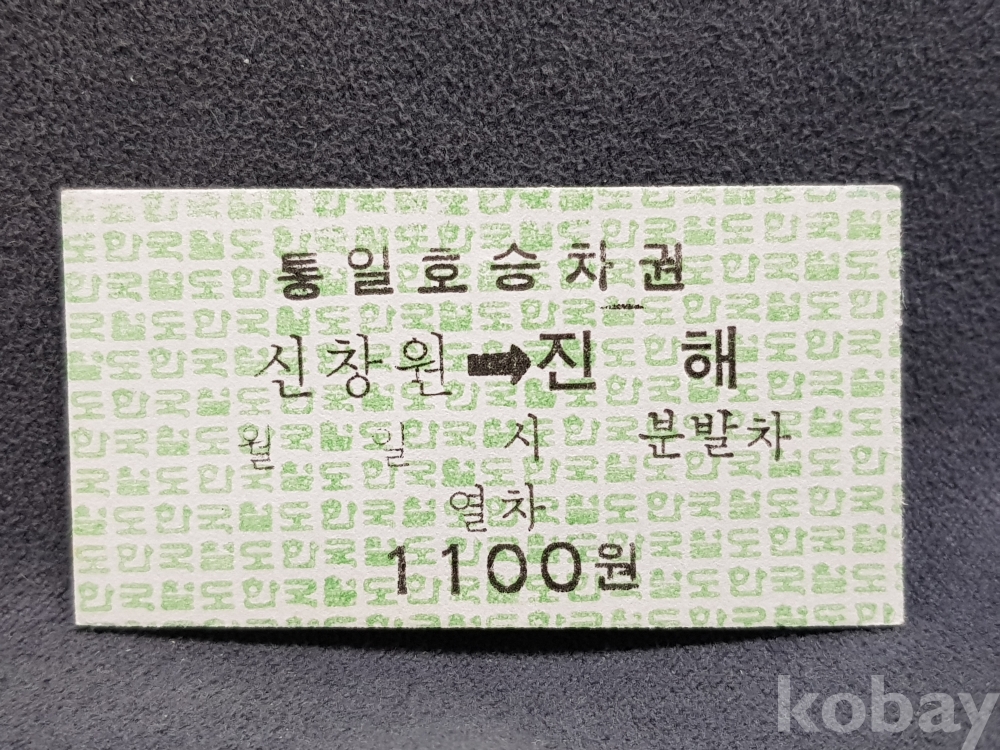 통일호승차권
신창원➡진 해
월 일 시 분발차
열차
1100원
kobay